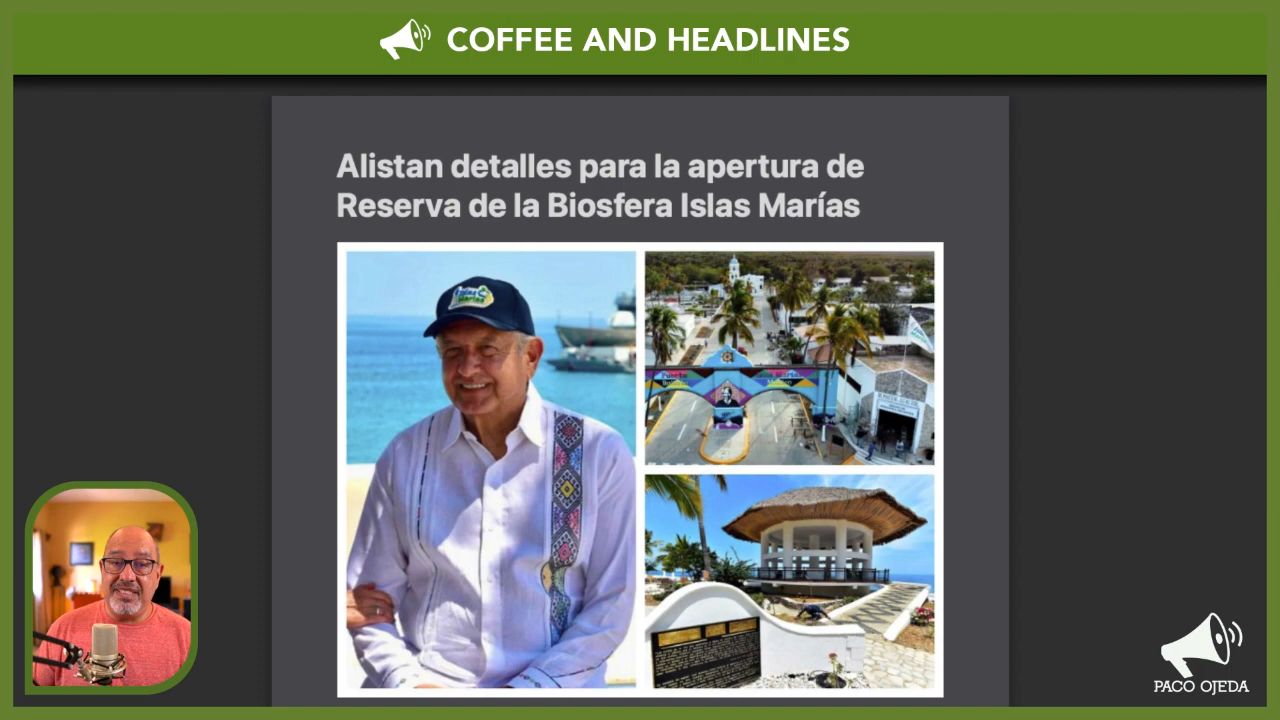 COFFEE AND HEADLINES
Alistan detalles para la apertura de
Reserva de la Biosfera Islas Marías
PACO OJEDA